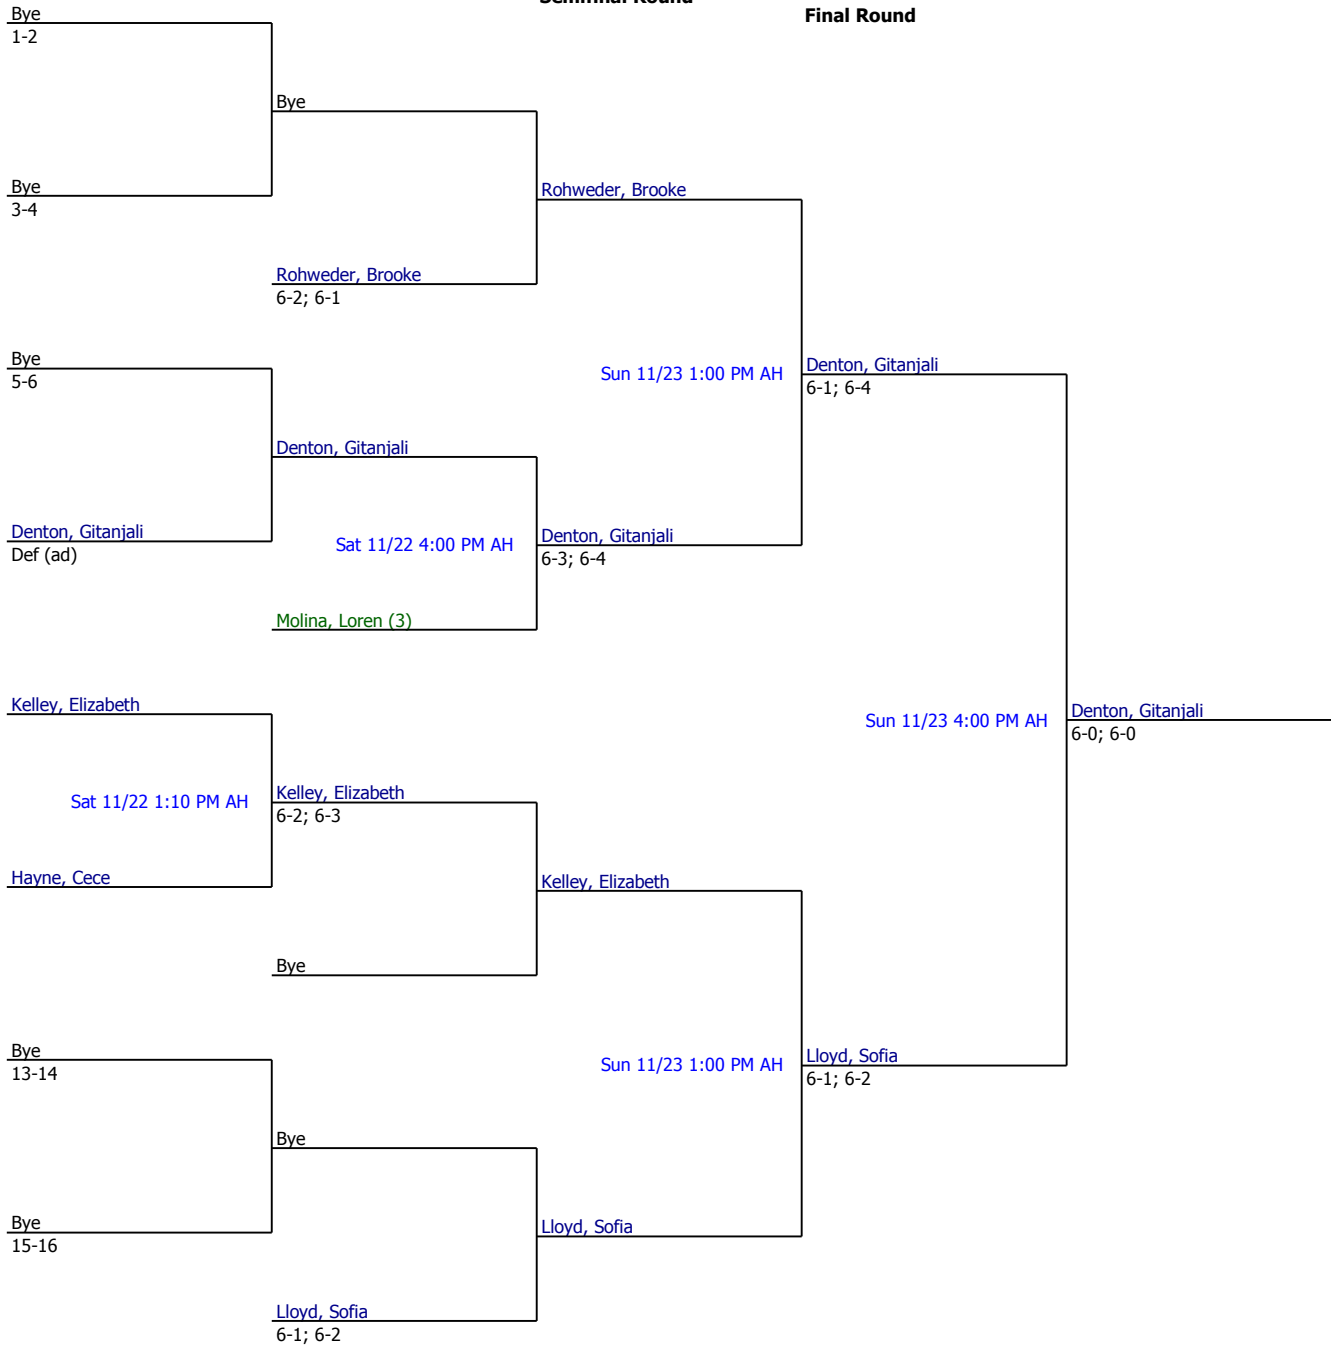 Semifinal Round
Final Round
Bye
1-2
Bye
Bye
3-4
Rohweder, Brooke
Rohweder, Brooke
6-2; 6-1
Bye
5-6
Sun 11/23 1:00 PM AH
Denton, Gitanjali
6-1; 6-4
Denton, Gitanjali
Denton, Gitanjali
Def (ad)
Sat 11/22 4:00 PM AH
Denton, Gitanjali
6-3; 6-4
Molina, Loren (3)
Kelley, Elizabeth
Sun 11/23 4:00 PM AH
Denton, Gitanjali
6-0; 6-0
Sat 11/22 1:10 PM AH
Kelley, Elizabeth
6-2; 6-3
Hayne, Cece
Kelley, Elizabeth
Bye
Bye
13-14
Sun 11/23 1:00 PM AH
Lloyd, Sofia
6-1; 6-2
Bye
Bye
15-16
Lloyd, Sofia
Lloyd, Sofia
6-1; 6-2